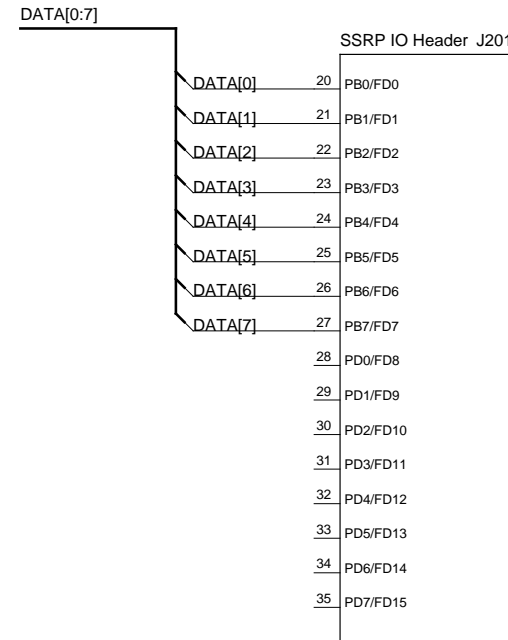 DATA[0:7]
SSRP IO Header J201
DATA[0] 20 PB0/FD0
DATA[1] 21 PB1/FD1
DATA[2] 22 PB2/FD2
DATA[3] 23 PB3/FD3
DATA[4] 24 PB4/FD4
DATA[5] 25 PB5/FD5
DATA[6] 26 PB6/FD6
DATA[7] 27 PB7/FD7
28 PD0/FD8
29 PD1/FD9
30 PD2/FD10
31 PD3/FD11
32 PD4/FD12
33 PD5/FD13
34 PD6/FD14
35 PD7/FD15